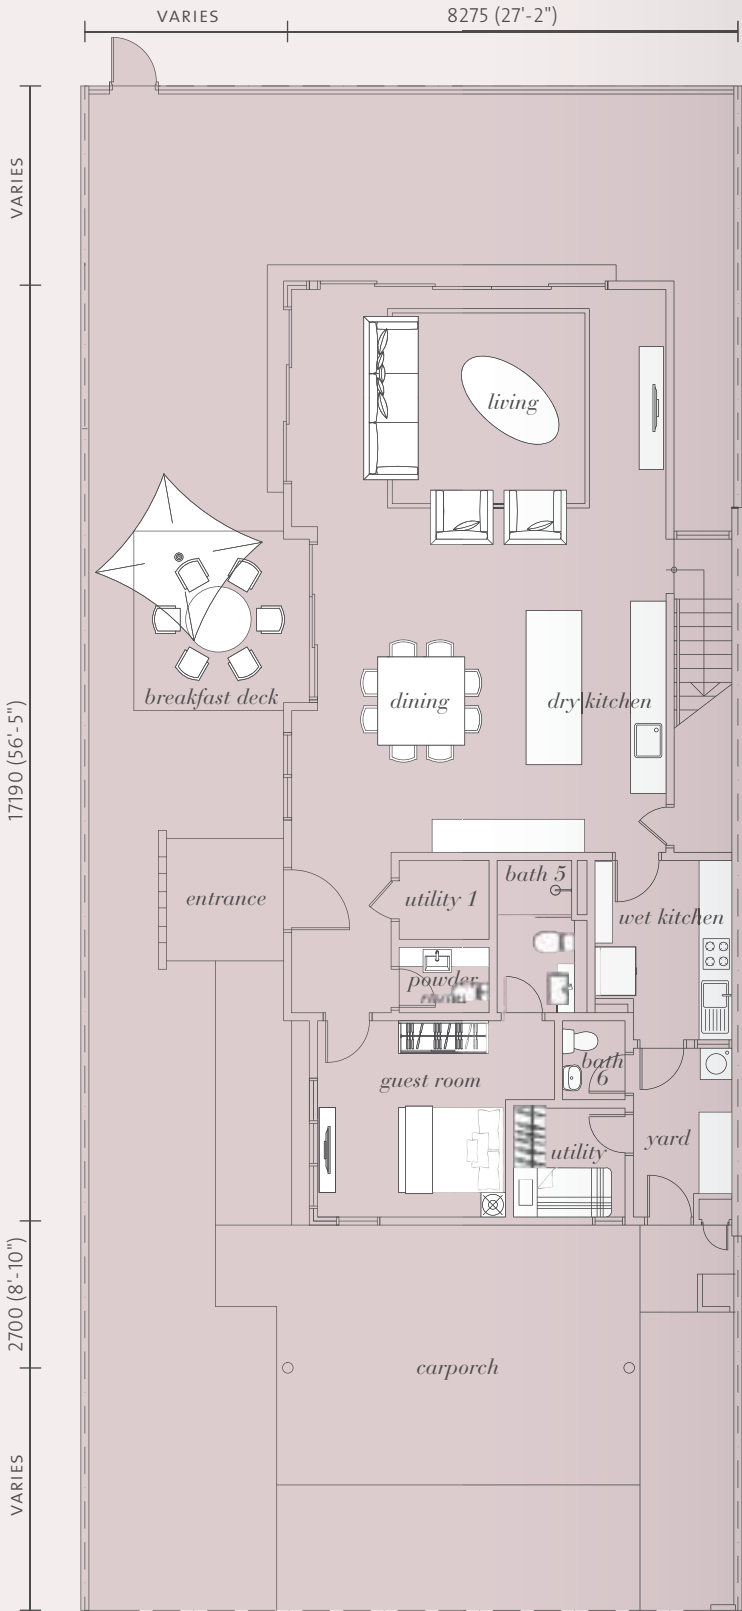 VARIES
8275 (27'-2")
VARIES
living
breakfast deck
dining
dry kitchen
17190 (56'-5")
entrance
utility 1
bath 5
wet kitchen
powder
guest room
bath
6
utility
yard
2700 (8'-10")
carporch
VARIES